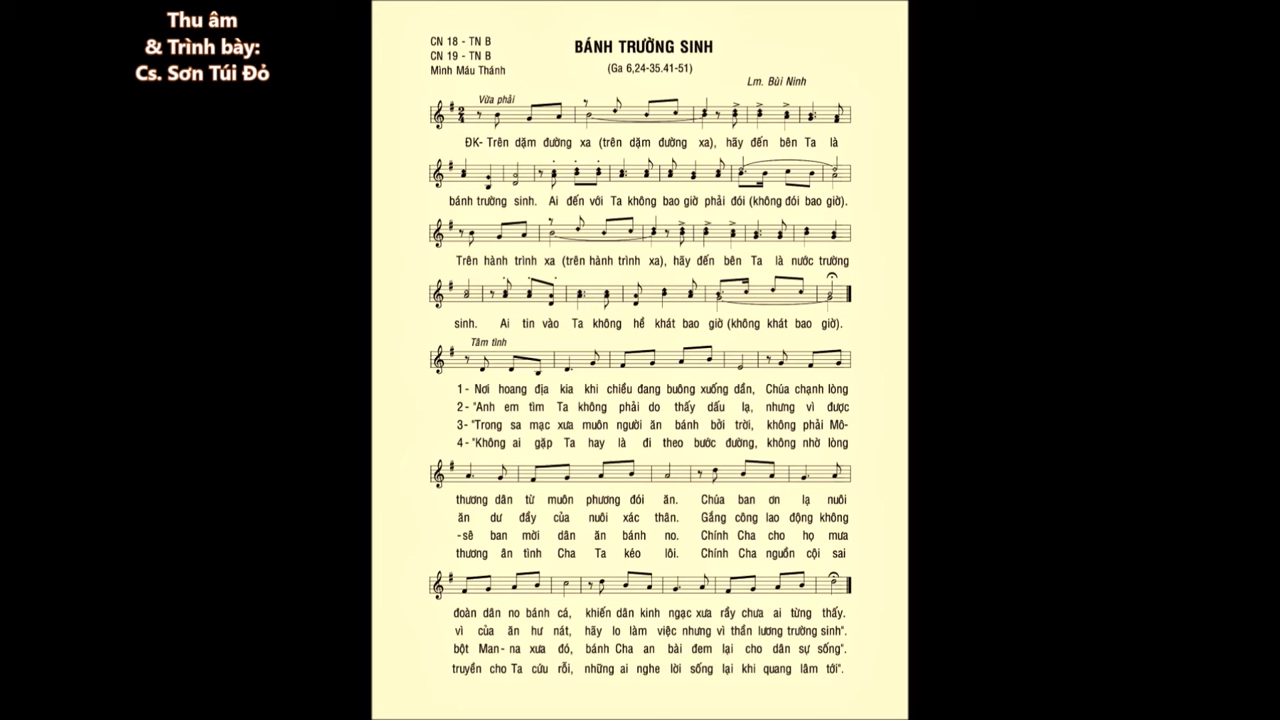 Thu âm
& Trình bày:
Cs. Sơn Túi Đỏ
CN 18 - TN B
CN 19 - TN B
Mình Máu Thánh
BÁNH TRƯỜNG SINH
(Ga 6,24-35.41-51)
Lm. Bùi Ninh
Vừa phải
2
4
ĐK- Trên dặm đường xa (trên dặm đường xa), hãy đến bên Ta là
bánh trường sinh. Ai đến với Ta không bao giờ phải đói (không đói bao giờ).
Trên hành trình xa (trên hành trình xa), hãy đến bên Ta là nước trường
sinh. Ai tin vào Ta không hề khát bao giờ (không khát bao giờ).
Tâm tình
1- Nơi hoang địa kia khi chiều đang buông xuống dần, Chúa chạnh lòng
2- "Anh em tìm Ta không phải do thấy dấu lạ, nhưng vì được
3- "Trong sa mạc xưa muôn người ăn bánh bởi trời, không phải Mô-
4- "Không ai gặp Ta hay là đi theo bước đường, không nhờ lòng
thương dân từ muôn phương đói ăn. Chúa ban ơn lạ nuôi
ăn dư đầy của nuôi xác thân. Gắng công lao động không
-sê ban mời dân ăn bánh no. Chính Cha cho họ mưa
thương ân tình Cha Ta kéo lôi. Chính Cha nguồn cội sai
đoàn dân no bánh cá, khiến dân kinh ngạc xưa rầy chưa ai từng thấy.
vì của ăn hư nát, hãy lo làm việc nhưng vì thần lương trường sinh".
bột Man-na xưa đó, bánh Cha an bài đem lại cho dân sự sống".
truyền cho Ta cứu rỗi, những ai nghe lời sống lại khi quang lâm tới".